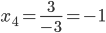 x₄ = 3/−3 = −1